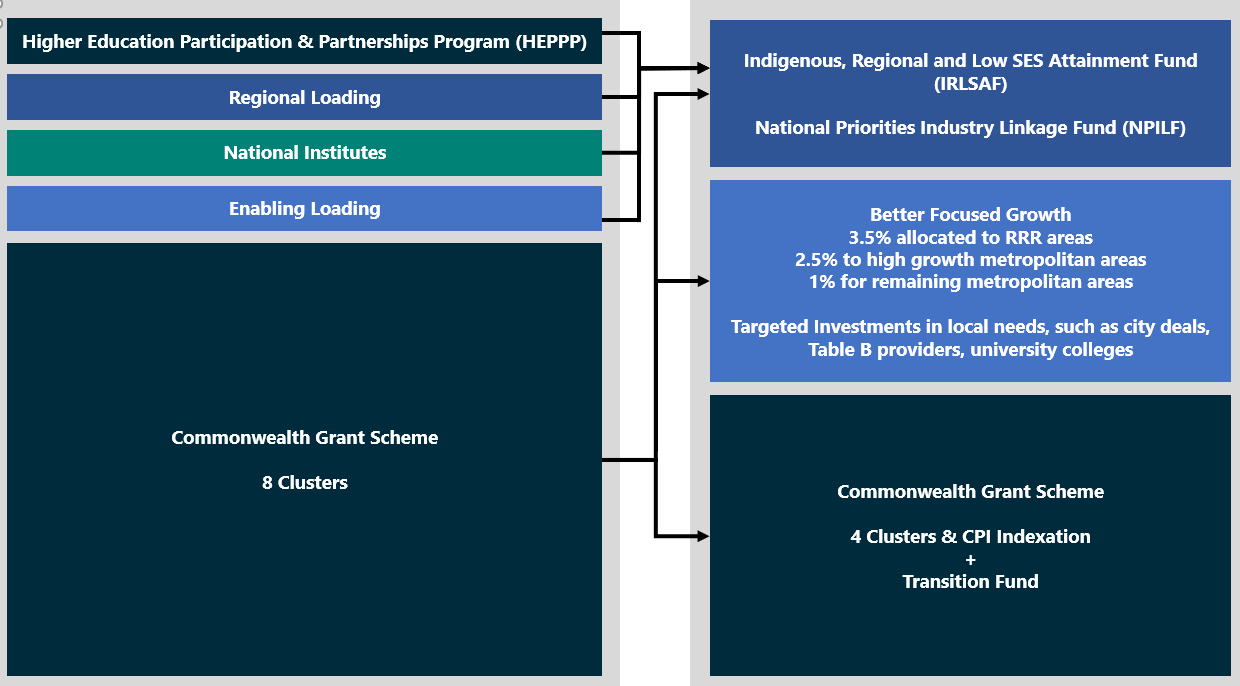 Higher Education Participation & Partnerships Program (HEPPP)
Regional Loading
National Institutes
Enabling Loading
Commonwealth Grant Scheme
8 Clusters
Indigenous, Regional and Low SES Attainment Fund
(IRLSAF)
National Priorities Industry Linkage Fund (NPILF)
Better Focused Growth
3.5% allocated to RRR areas
2.5% to high growth metropolitan areas
1% for remaining metropolitan areas
Targeted Investments in local needs, such as city deals,
Table B providers, university colleges
Commonwealth Grant Scheme
4 Clusters & CPI Indexation
+
Transition Fund